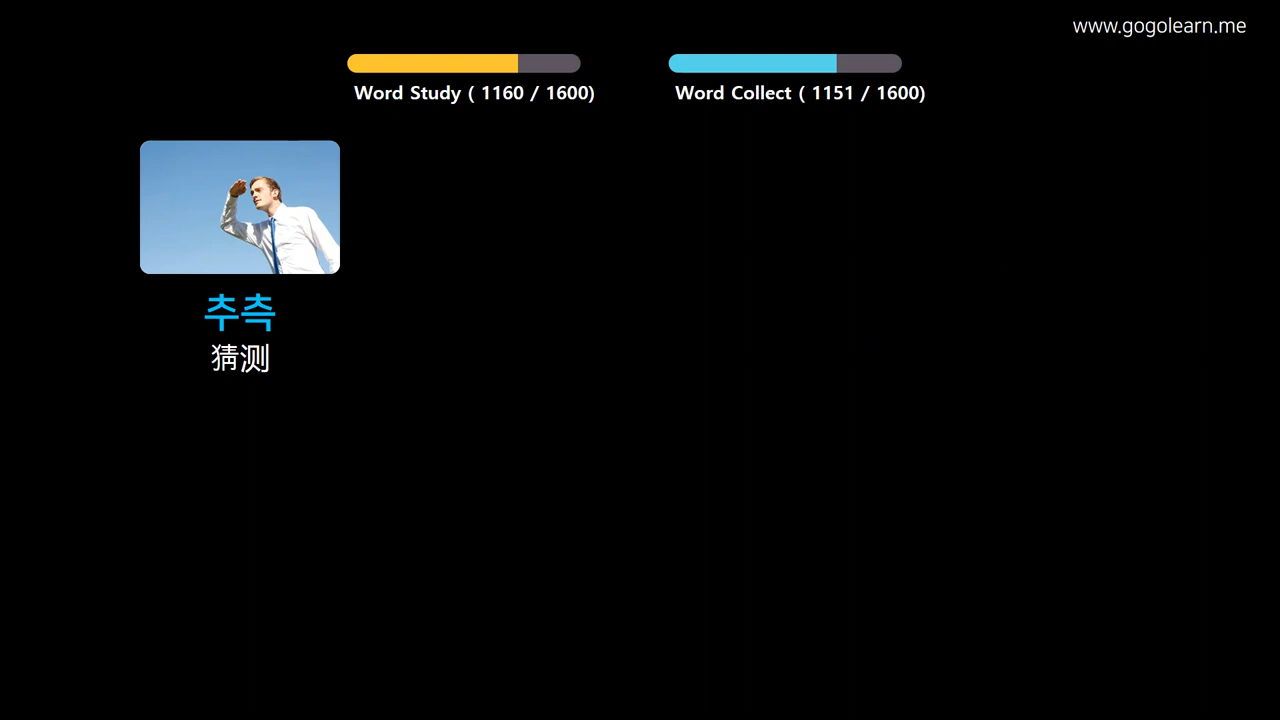 www.gogolearn.me
Word Study ( 1160 / 1600)
Word Collect ( 1151 / 1600)
추측
猜测